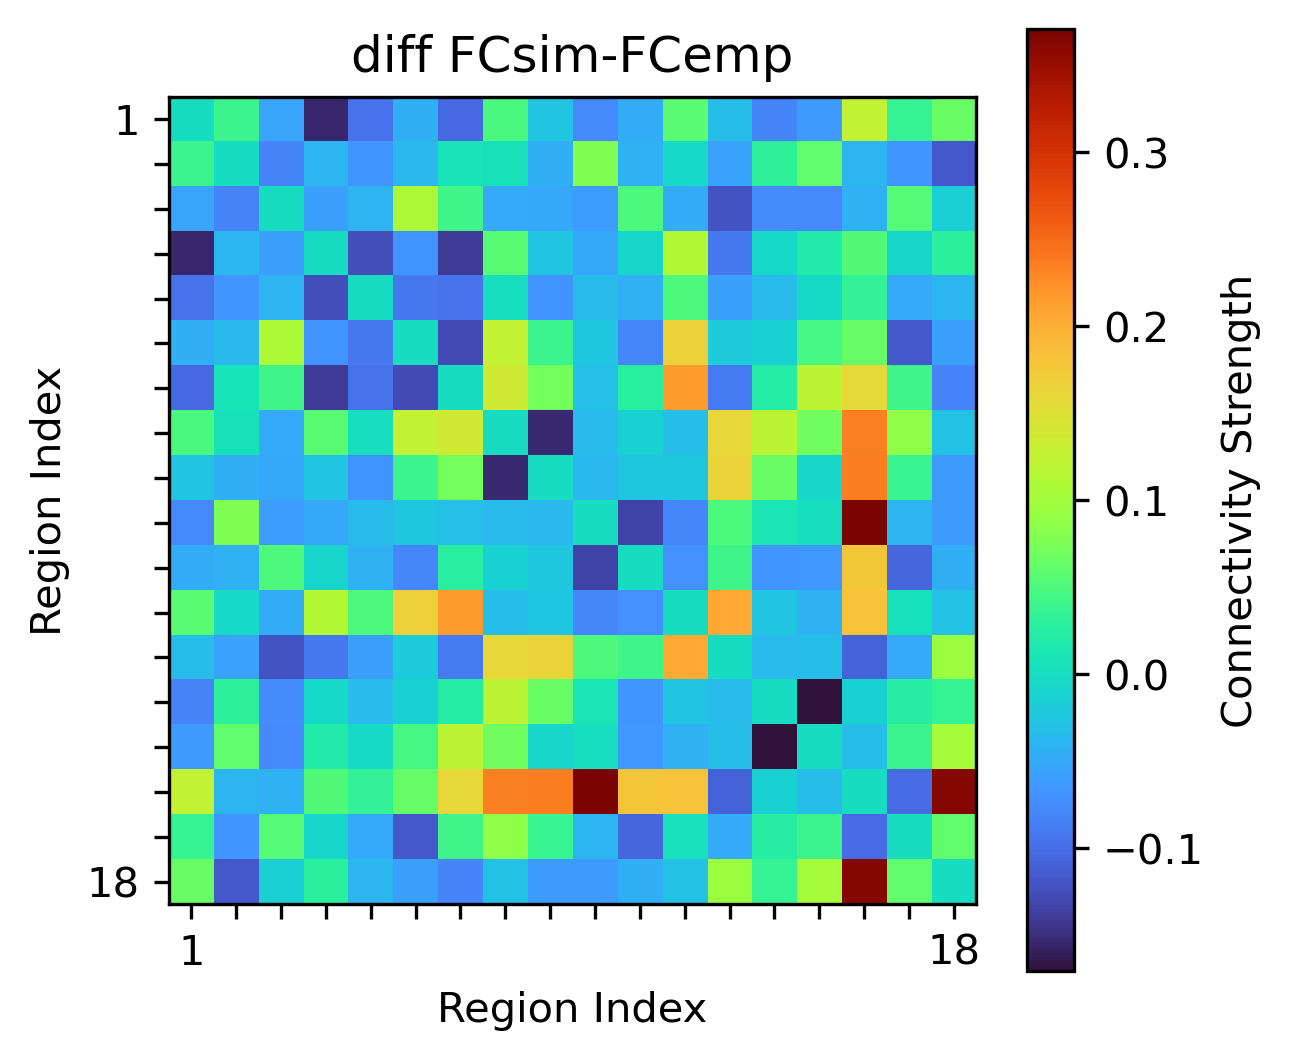 diff FCsim-FCemp
1
18
Region Index
1
18
Region Index
0.3
0.2
0.1
0.0
−0.1
Connectivity Strength